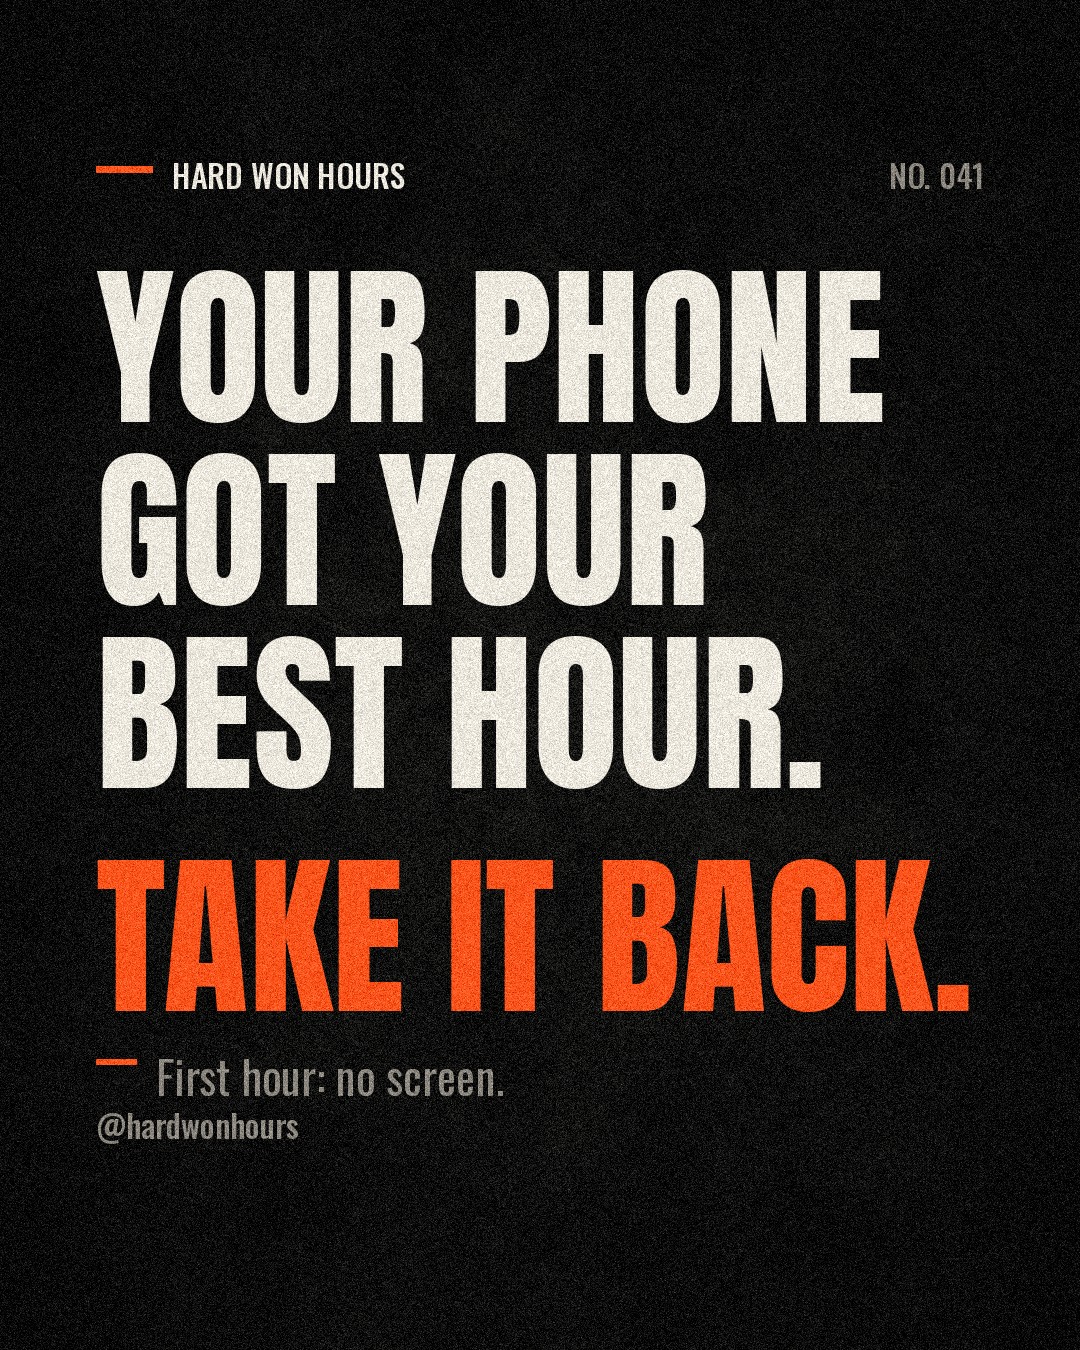 HARD WON HOURS
NO. 041
YOUR PHONE
GOT YOUR
BEST HOUR.
TAKE IT BACK.
First hour: no screen.
@hardwonhours